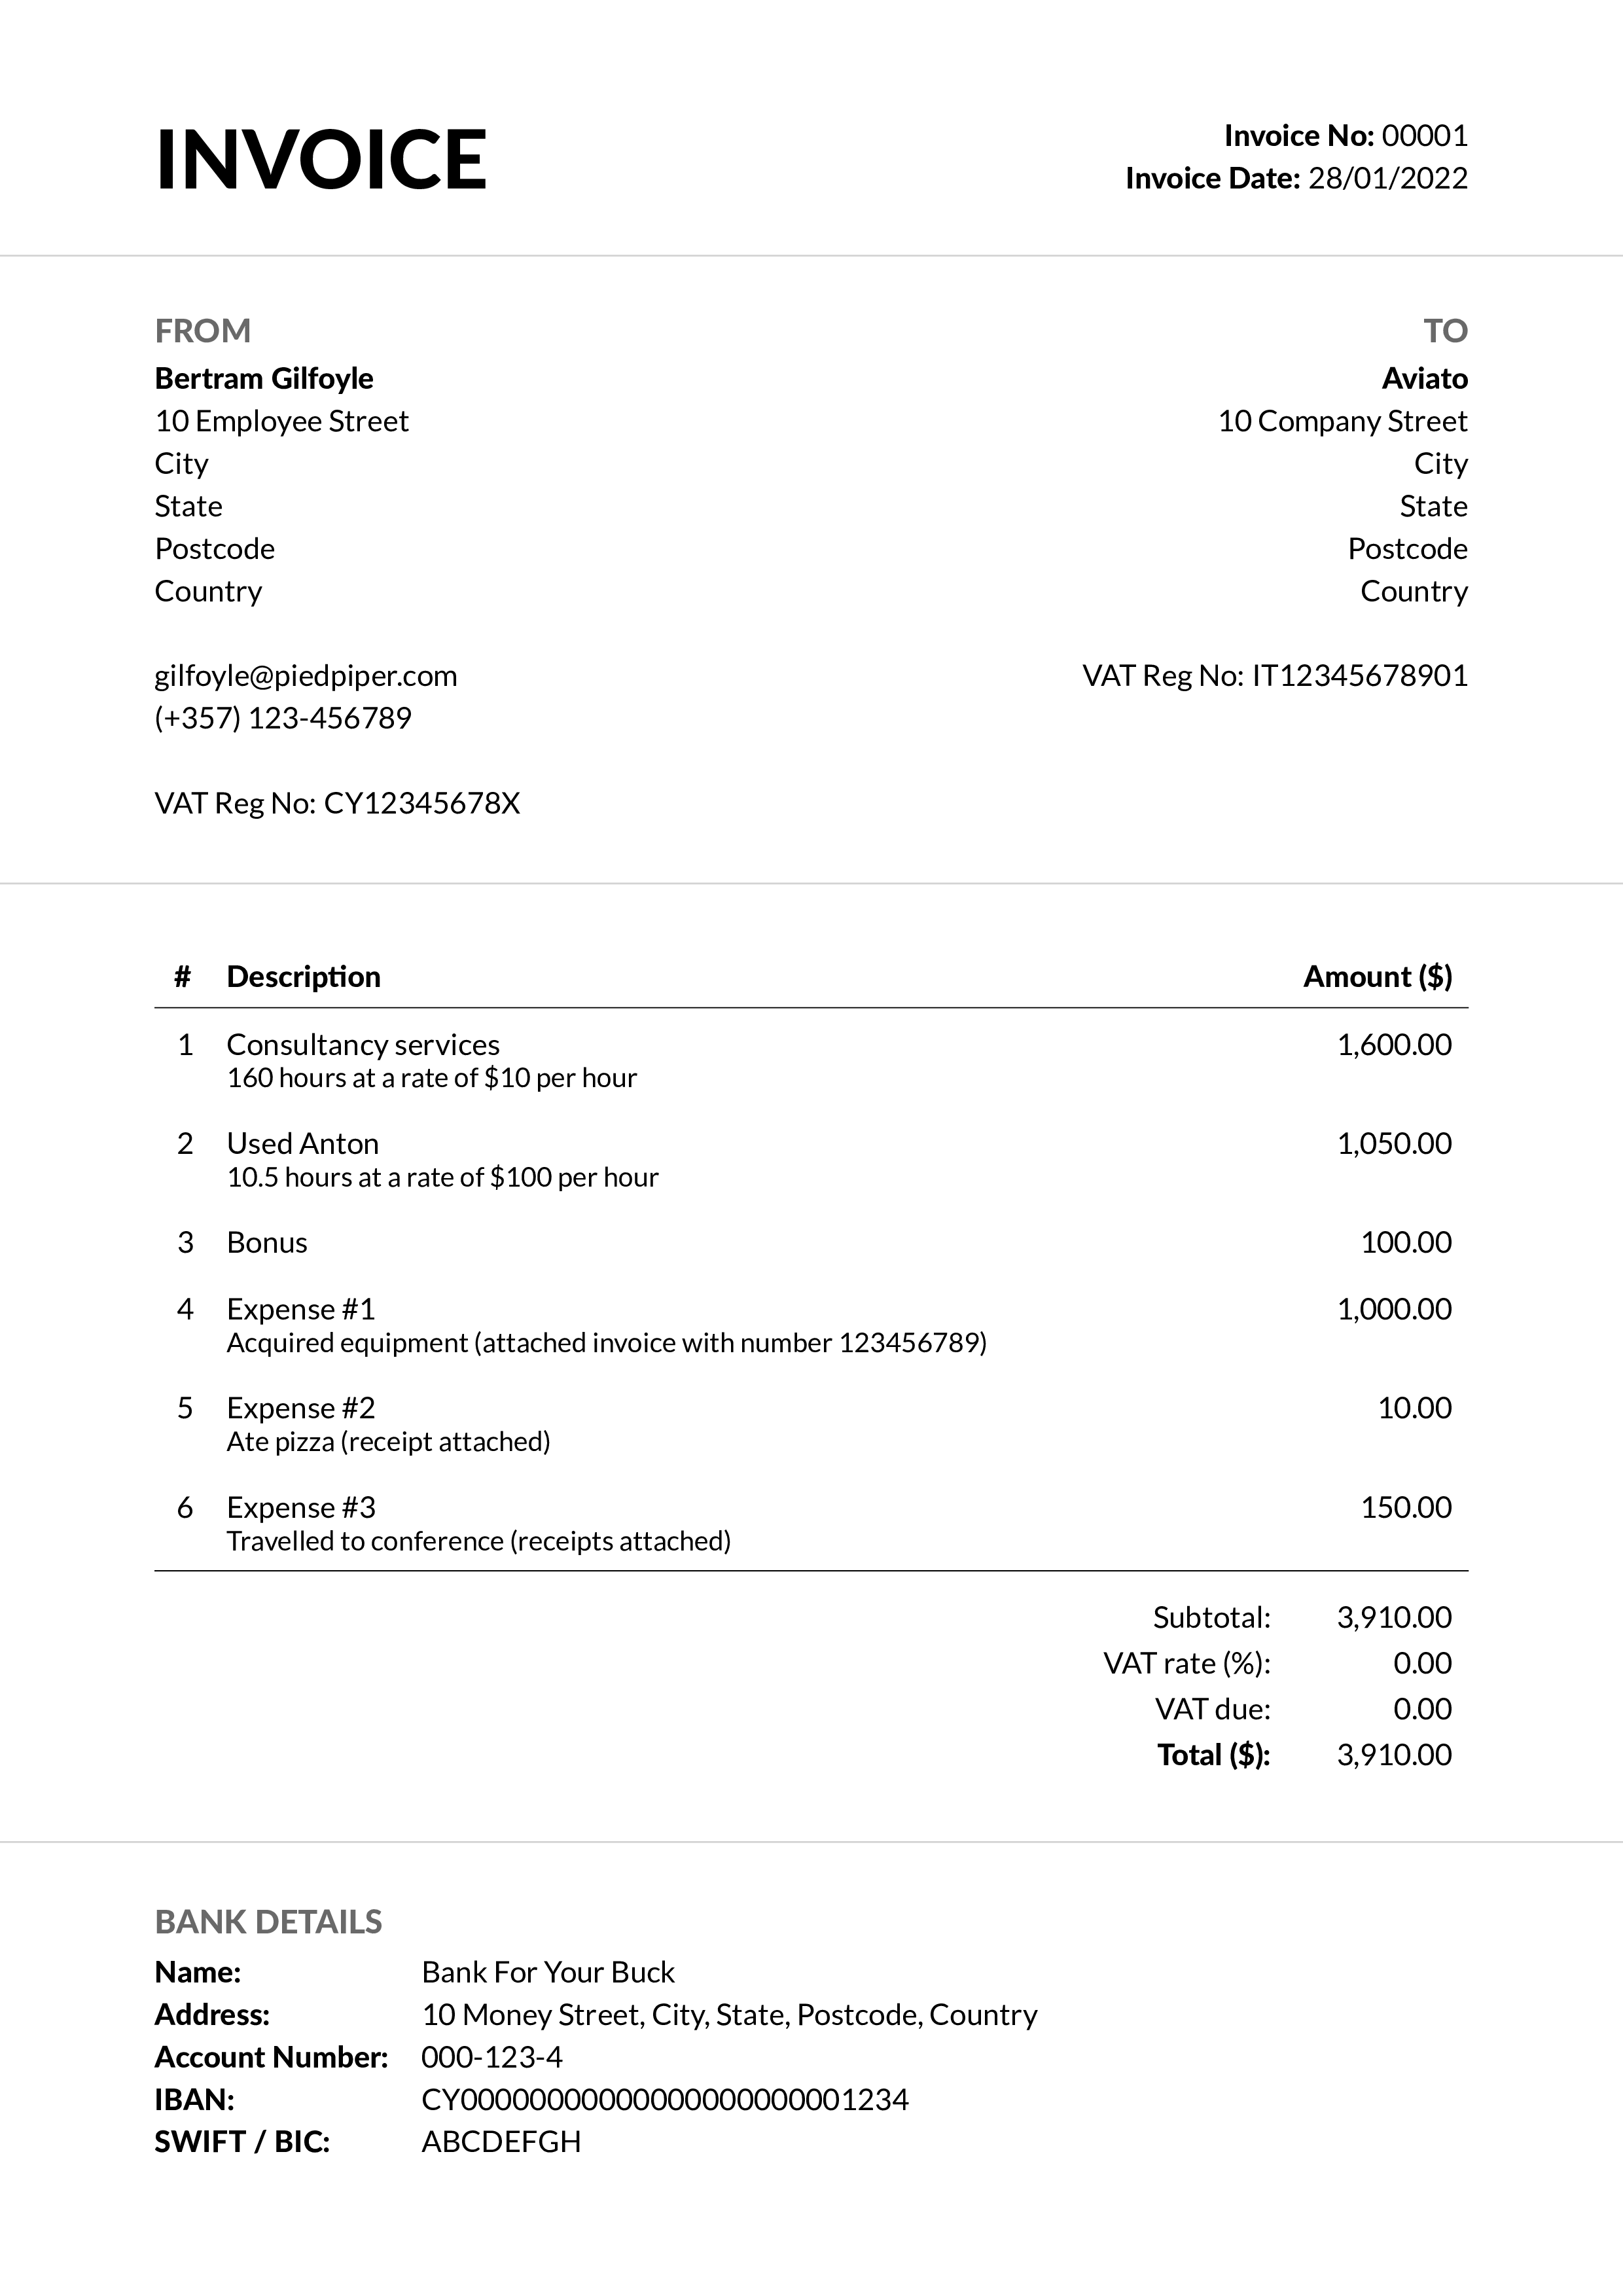 INVOICE
Invoice No: 00001
Invoice Date: 28/01/2022
FROM
Bertram Gilfoyle
10 Employee Street
City
State
Postcode
Country
gilfoyle@piedpiper.com
(+357) 123-456789
VAT Reg No: CY12345678X
TO
Aviato
10 Company Street
City
State
Postcode
Country
VAT Reg No: IT12345678901
# Description Amount ($)
1 Consultancy services 1,600.00
160 hours at a rate of $10 per hour
2 Used Anton 1,050.00
10.5 hours at a rate of $100 per hour
3 Bonus 100.00
4 Expense #1 1,000.00
Acquired equipment (attached invoice with number 123456789)
5 Expense #2 10.00
Ate pizza (receipt attached)
6 Expense #3 150.00
Travelled to conference (receipts attached)
Subtotal: 3,910.00
VAT rate (%): 0.00
VAT due: 0.00
Total ($): 3,910.00
BANK DETAILS
Name: Bank For Your Buck
Address: 10 Money Street, City, State, Postcode, Country
Account Number: 000-123-4
IBAN: CY00000000000000000000001234
SWIFT / BIC: ABCDEFGH